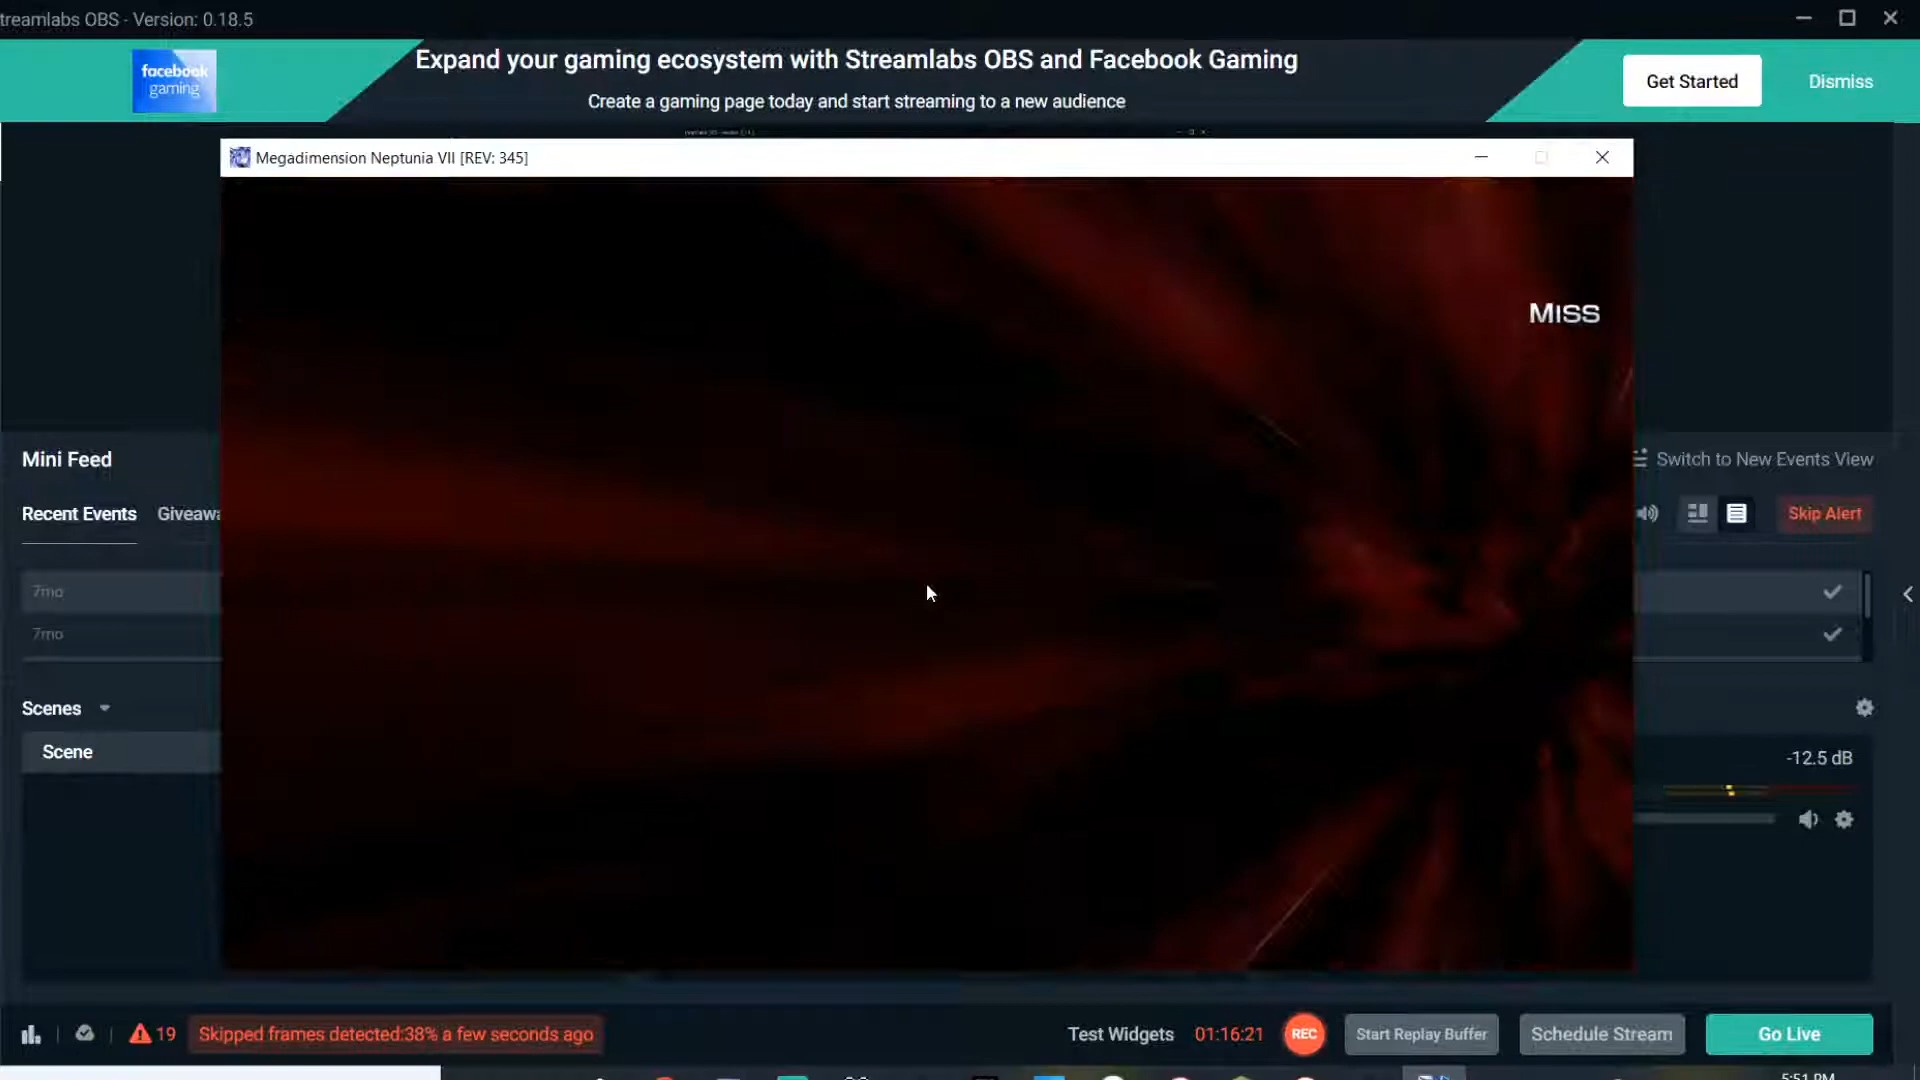 treamlabs OBS - Version: 0.18.5
facebook
gaming
Expand your gaming ecosystem with Streamlabs OBS and Facebook Gaming
Create a gaming page today and start streaming to a new audience
Get Started
Dismiss
Megadimension Neptunia VII [REV: 345]
MISS
Mini Feed
Switch to New Events View
Recent Events
Giveawa
Skip Alert
7mo
7mo
Scenes
Scene
-12.5 dB
19
Skipped frames detected:38% a few seconds ago
Test Widgets
01:16:21
REC
Start Replay Buffer
Schedule Stream
Go Live
5:51 PM